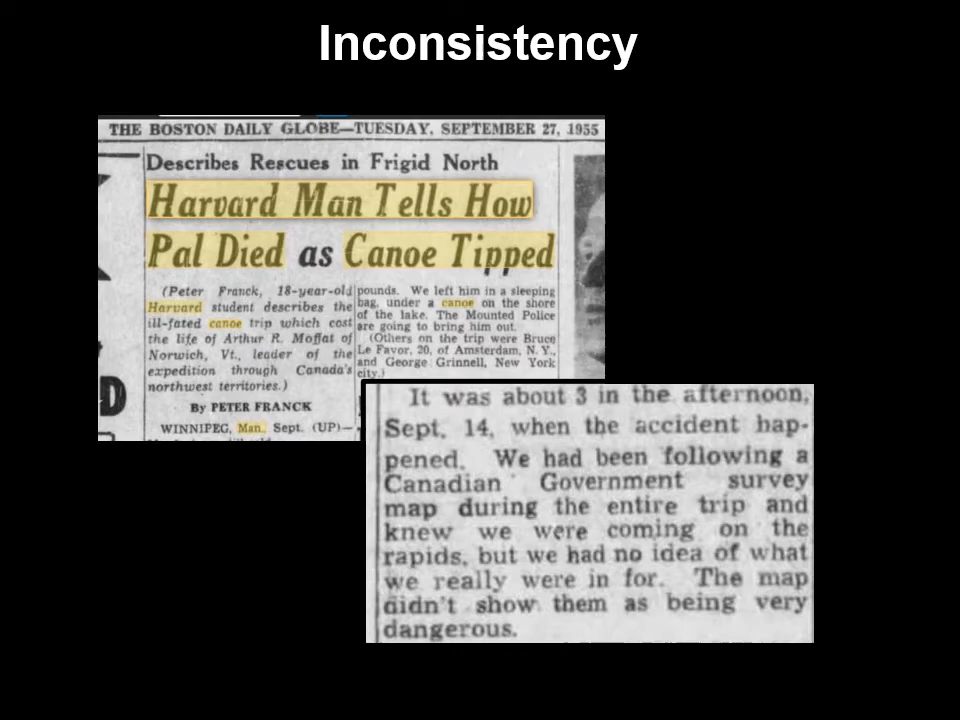 Inconsistency
THE BOSTON DAILY GLOBE—TUESDAY, SEPTEMBER 27, 1955
Describes Rescues in Frigid North
Harvard Man Tells How
Pal Died as Canoe Tipped
(Peter Franck, 18-year-old
Harvard student describes the
ill-fated canoe trip which cost
the life of Arthur R. Moffat of
Norwich, Vt., leader of the
expedition through Canada's
northwest territories.)
By PETER FRANCK
WINNIPEG, Man., Sept. (UP)—
pounds. We left him in a sleeping
bag, under a canoe on the shore
of the lake. The Mounted Police
are going to bring him out.
(Others on the trip were Bruce
Le Favor, 20, of Amsterdam, N. Y.,
and George Grinnell, New York
city.)
D
It was about 3 in the afternoon,
Sept. 14, when the accident hap-
pened. We had been following a
Canadian Government survey
map during the entire trip and
knew we were coming on the
rapids, but we had no idea of what
we really were in for. The map
didn't show them as being very
dangerous.